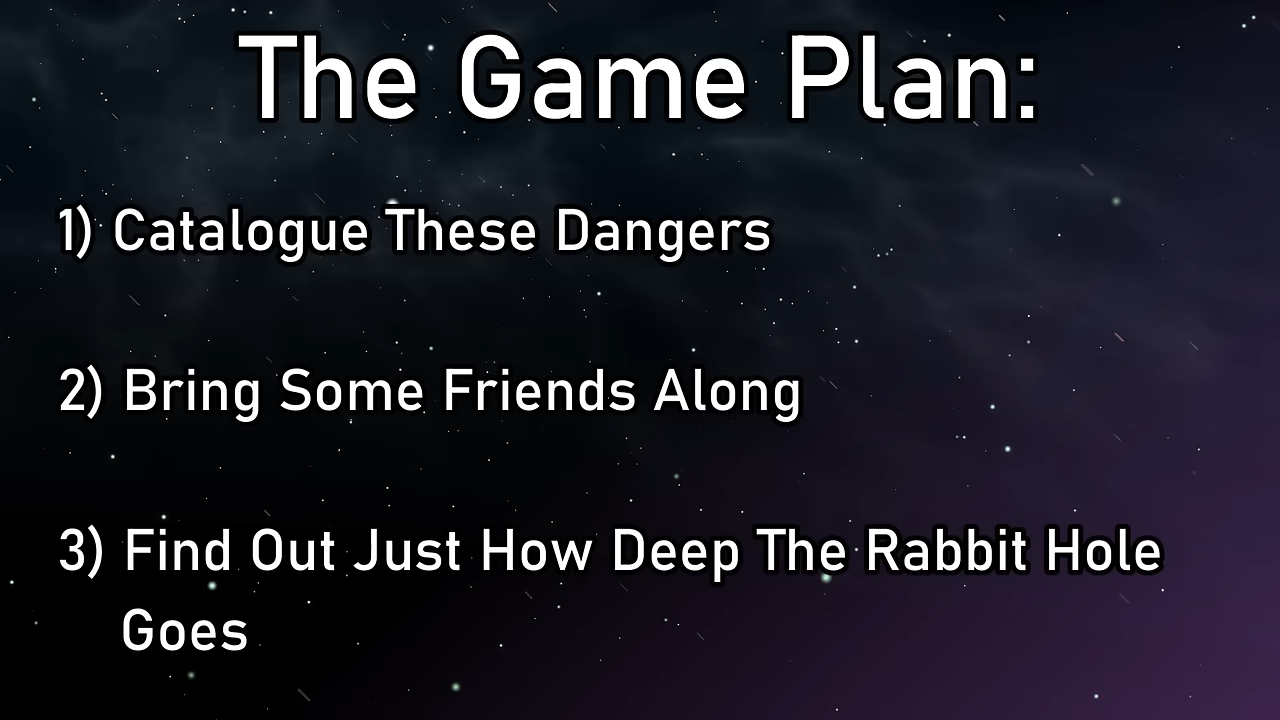 The Game Plan:
1) Catalogue These Dangers
2) Bring Some Friends Along
3) Find Out Just How Deep The Rabbit Hole
Goes